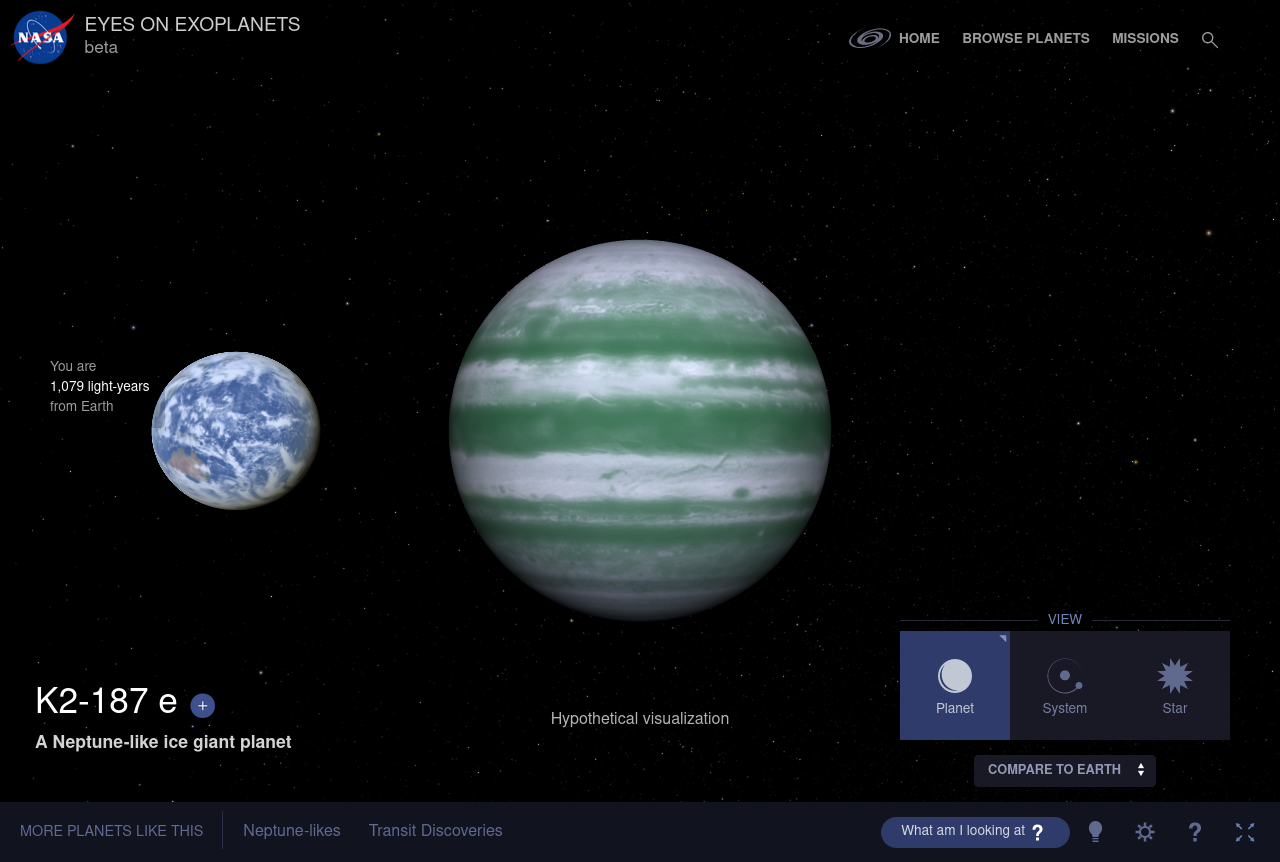 NASA
EYES ON EXOPLANETS
beta
HOME
BROWSE PLANETS
MISSIONS
You are
1,079 light-years
from Earth
VIEW
Planet
System
Star
K2-187 e +
A Neptune-like ice giant planet
Hypothetical visualization
COMPARE TO EARTH
MORE PLANETS LIKE THIS
Neptune-likes
Transit Discoveries
What am I looking at ?
?